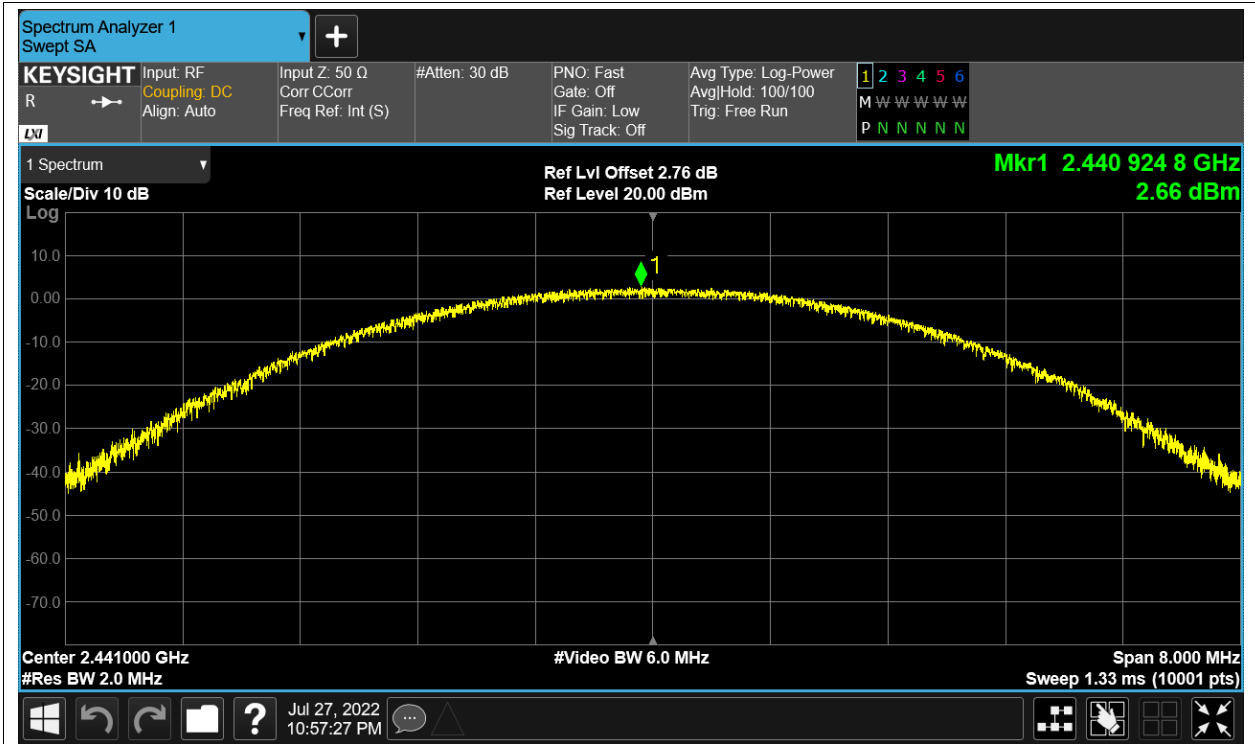 Spectrum Analyzer 1
Swept SA
KEYSIGHT
R
LXI
Input: RF
Coupling: DC
Align: Auto
Input Z: 50 Ω
Corr CCorr
Freq Ref: Int (S)
#Atten: 30 dB
PNO: Fast
Gate: Off
IF Gain: Low
Sig Track: Off
Avg Type: Log-Power
Avg|Hold: 100/100
Trig: Free Run
1 2 3 4 5 6
M W W W W W
P N N N N N
1 Spectrum
Scale/Div 10 dB
Ref Lvl Offset 2.76 dB
Ref Level 20.00 dBm
Mkr1 2.440 924 8 GHz
2.66 dBm
Log
10.0
0.00
-10.0
-20.0
-30.0
-40.0
-50.0
-60.0
-70.0
1
Center 2.441000 GHz
#Res BW 2.0 MHz
#Video BW 6.0 MHz
Span 8.000 MHz
Sweep 1.33 ms (10001 pts)
?
Jul 27, 2022
10:57:27 PM